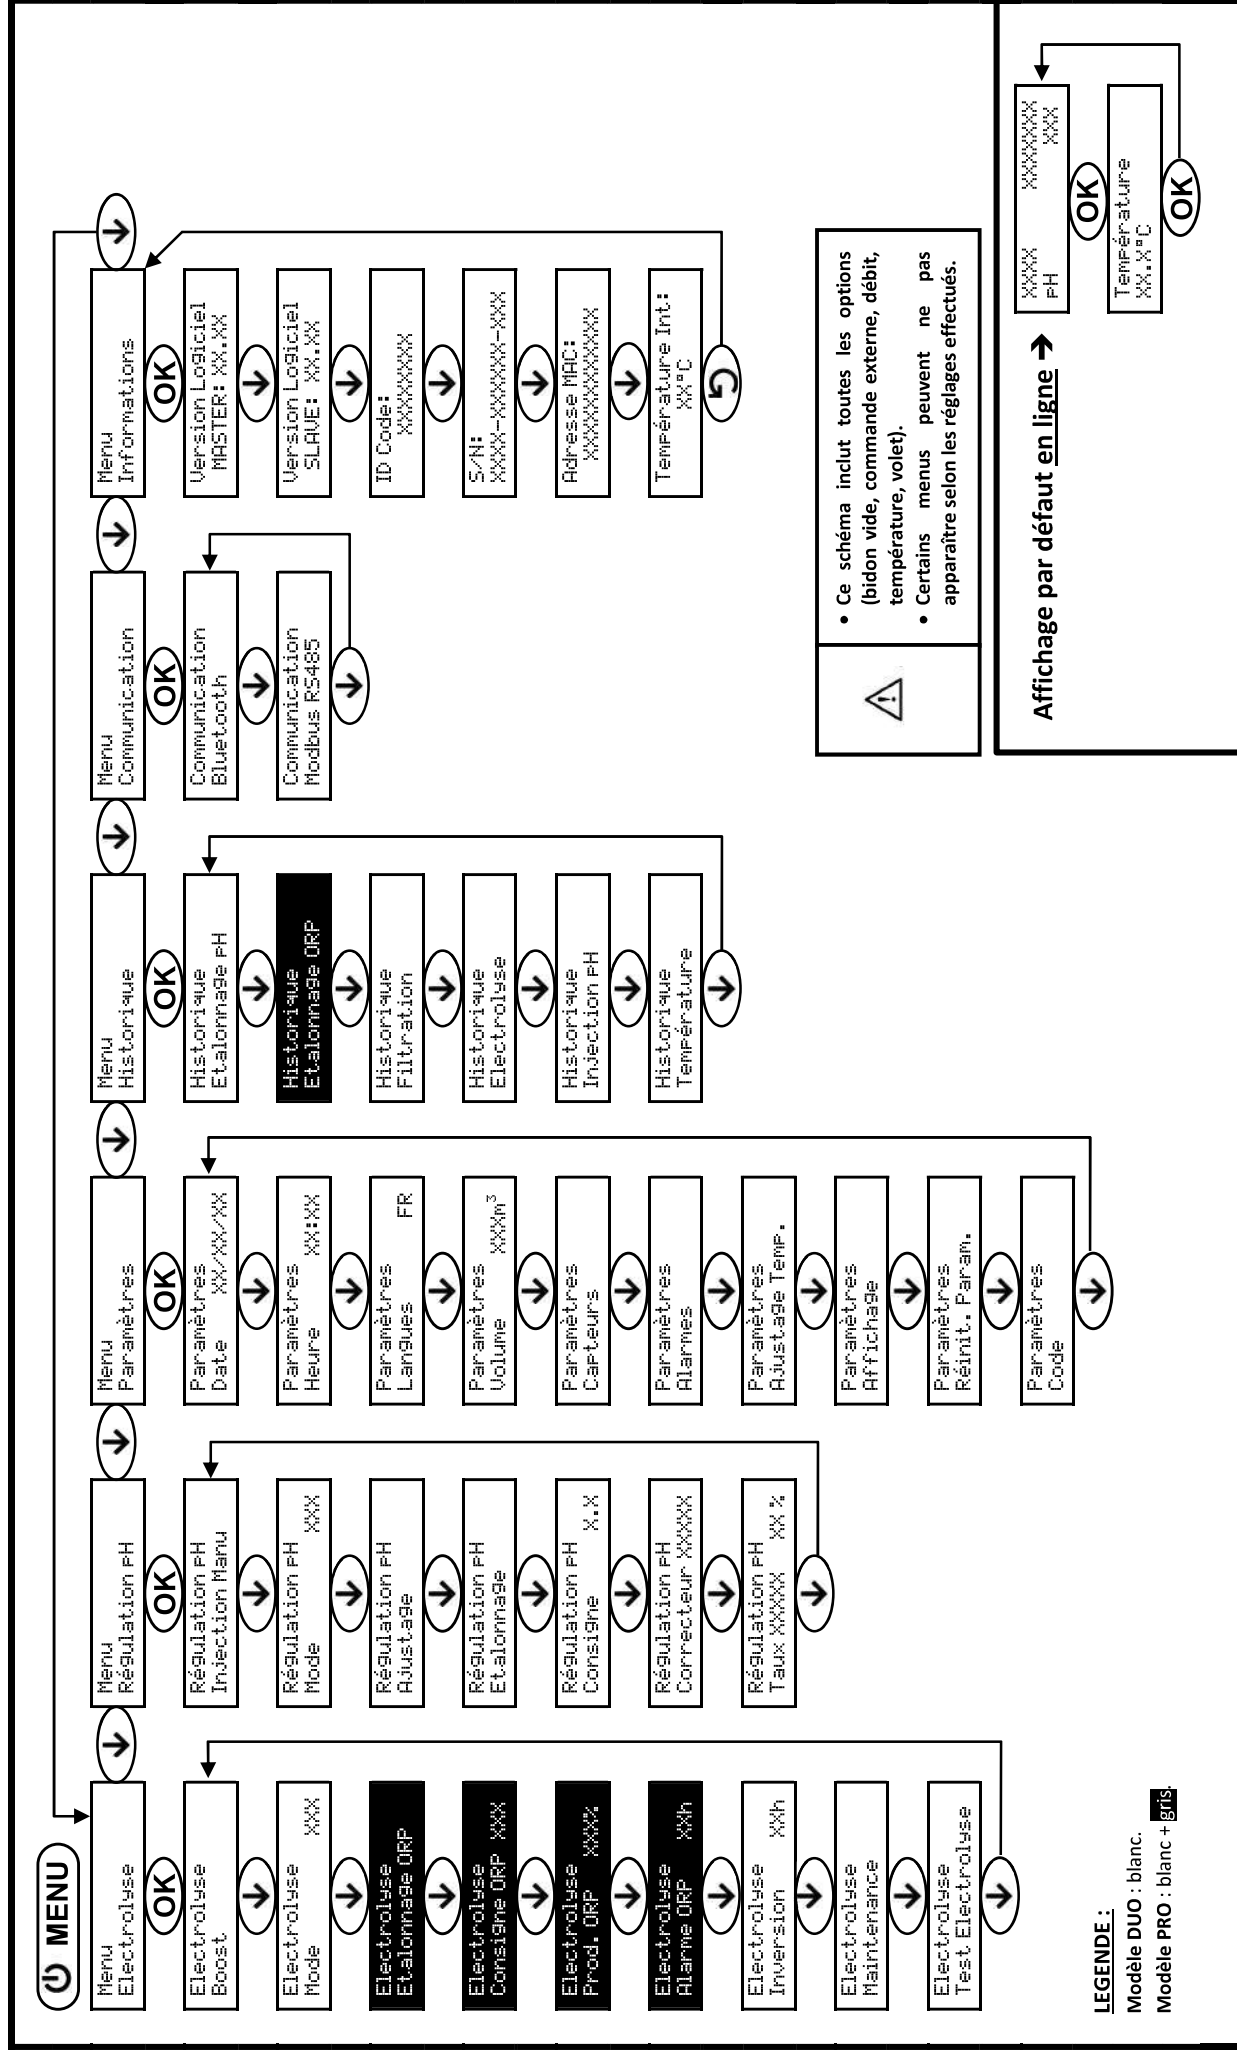 MENU
Menu
Electrolyse
OK
Electrolyse
Boost
Electrolyse
Mode XXX
Electrolyse
Etalonnage ORP
Electrolyse
Consigne ORP XXX
Electrolyse
Prod. ORP XXX%
Electrolyse
Alarme ORP XXh
Electrolyse
Inversion XXh
Electrolyse
Maintenance
Electrolyse
Test Electrolyse
Menu
Régulation pH
OK
Régulation pH
Injection Manu
Régulation pH
Mode XXX
Régulation pH
Ajustage
Régulation pH
Etalonnage
Régulation pH
Consigne X.X
Régulation pH
Correcteur XXXXX
Régulation pH
Taux XXXXX XX %
Menu
Paramètres
OK
Paramètres
Date XX/XX/XX
Paramètres
Heure XX:XX
Paramètres
Langues FR
Paramètres
Volume XXXm³
Paramètres
Capteurs
Paramètres
Alarmes
Paramètres
Ajustage Temp.
Paramètres
Affichage
Paramètres
Réinit. Param.
Paramètres
Code
Menu
Historique
OK
Historique
Etalonnage pH
Historique
Etalonnage ORP
Historique
Filtration
Historique
Electrolyse
Historique
Injection pH
Historique
Température
Menu
Communication
OK
Communication
Bluetooth
Communication
Modbus RS485
Menu
Informations
OK
Version Logiciel
MASTER: XX.XX
Version Logiciel
SLAVE: XX.XX
ID Code:
XXXXXXXX
S/N:
XXXX-XXXXXX-XXX
Adresse MAC:
XXXXXXXXXXXX
Température Int:
XX°C
LEGENDE :
Modèle DUO : blanc.
Modèle PRO : blanc + gris.
• Ce schéma inclut toutes les options
(bidon vide, commande externe, débit,
température, volet).
• Certains menus peuvent ne pas
apparaître selon les réglages effectués.
Affichage par défaut en ligne →
XXXX XXXXXXXX
pH XXX
OK
Température
XX.X°C
OK